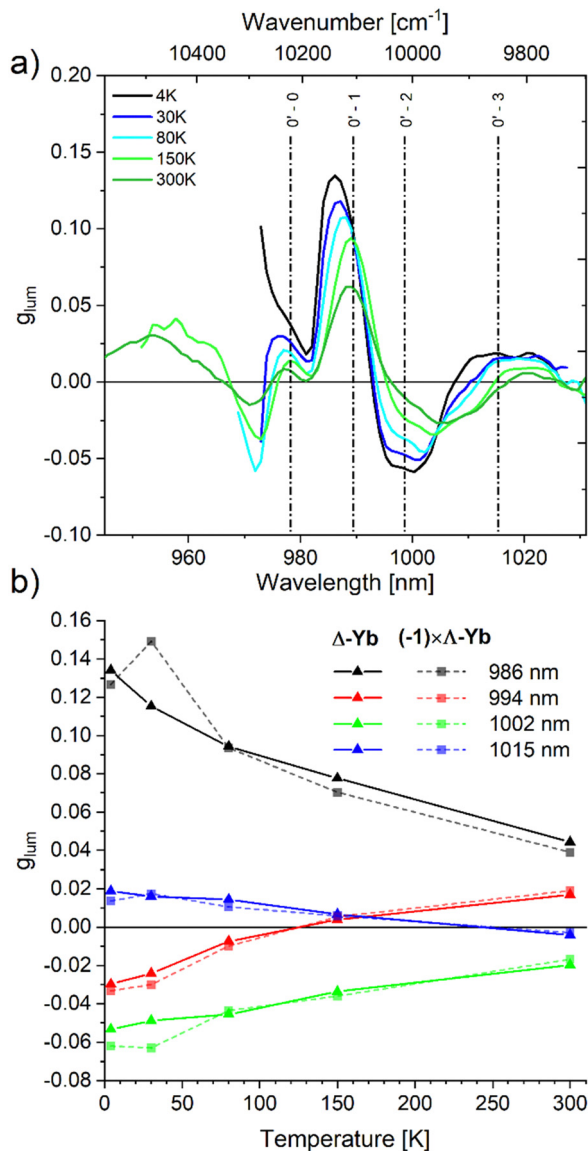 Wavenumber [cm⁻¹]
10400 10200 10000 9800
a)
0.20
0.15
0.10
0.05
0.00
-0.05
-0.10
g_lum
4K
30K
80K
150K
300K
0' - 0
0' - 1
0' - 2
0' - 3
960 980 1000 1020
Wavelength [nm]
b)
0.16
0.14
0.12
0.10
0.08
0.06
0.04
0.02
0.00
-0.02
-0.04
-0.06
-0.08
g_lum
Δ-Yb (-1)×Λ-Yb
986 nm
994 nm
1002 nm
1015 nm
0 50 100 150 200 250 300
Temperature [K]